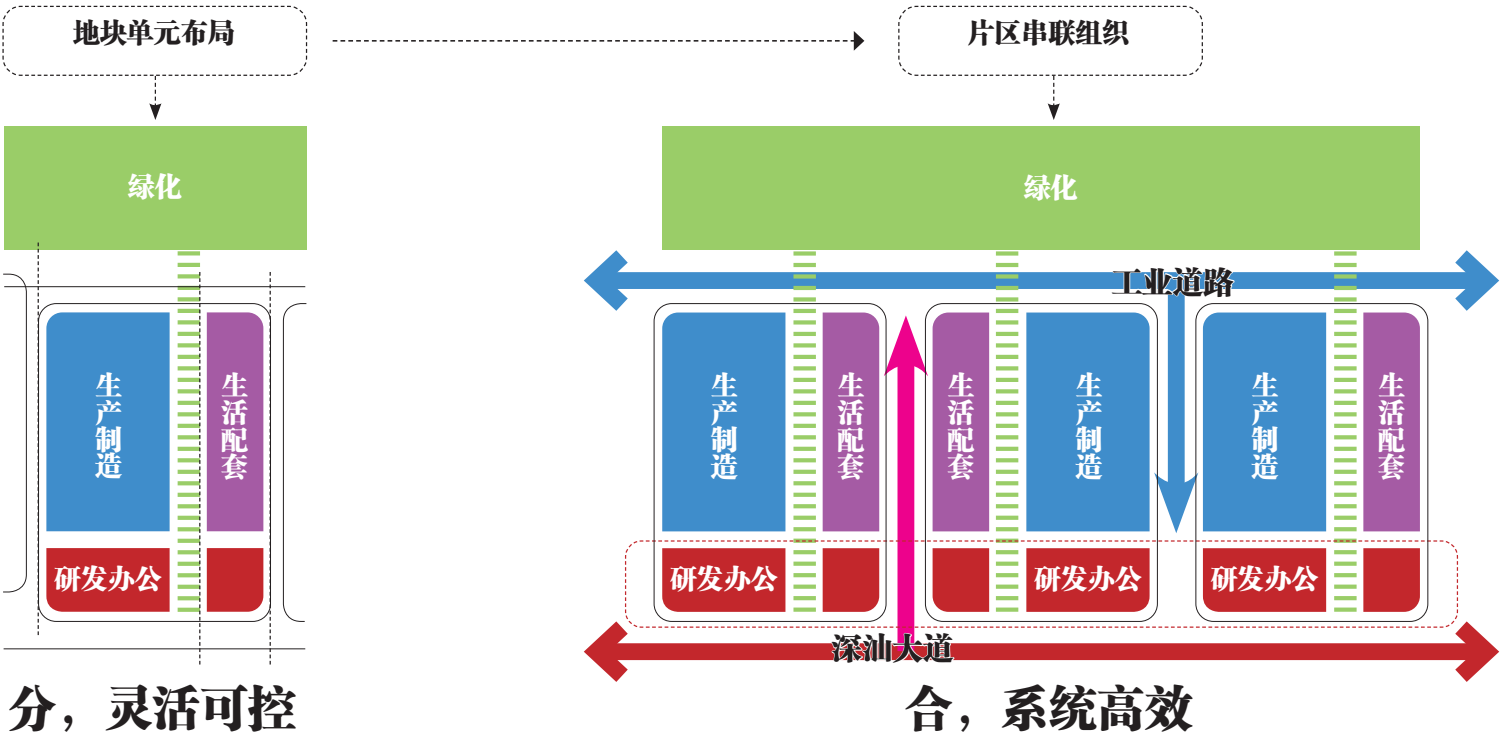 地块单元布局
片区串联组织
绿化
绿化
工业道路
生产制造
生活配套
生产制造
生活配套
生活配套
生产制造
生产制造
生活配套
研发办公
研发办公
研发办公
研发办公
深汕大道
分，灵活可控
合，系统高效